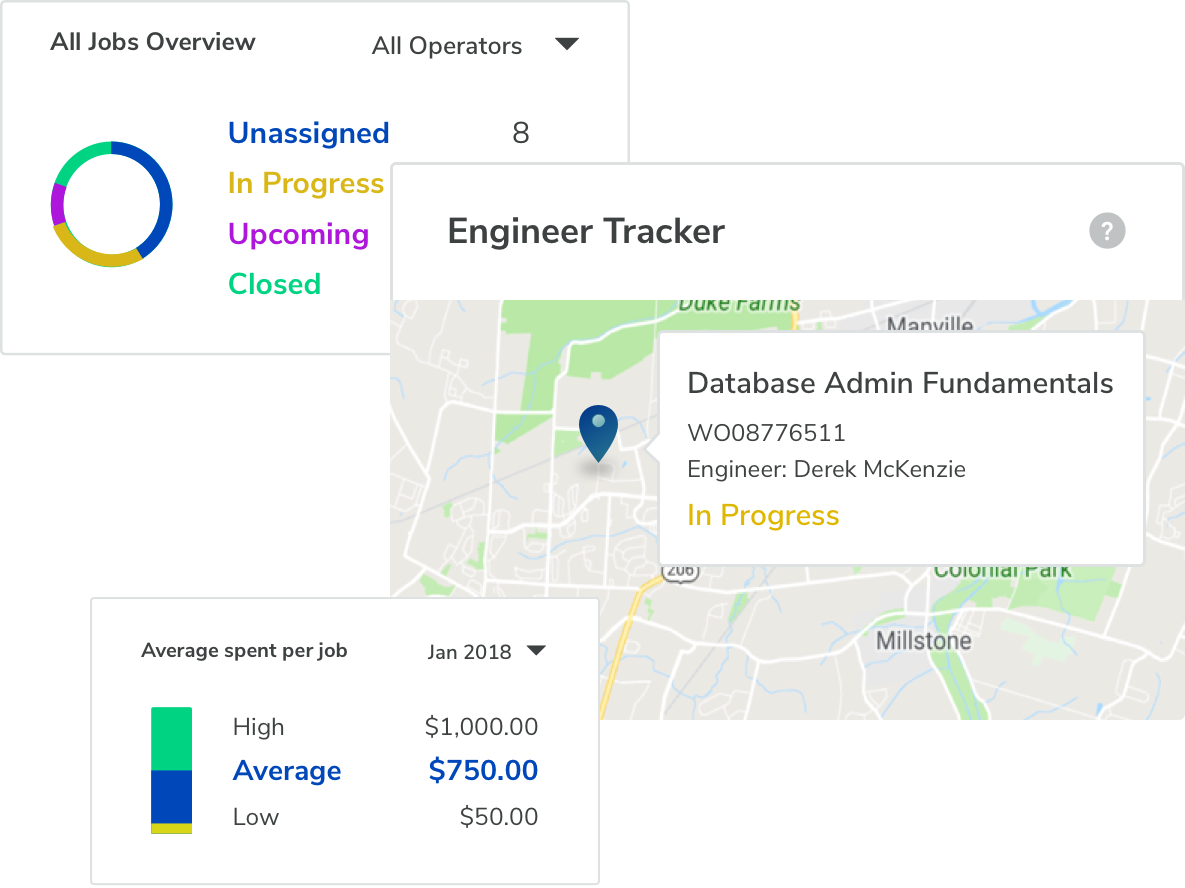 All Jobs Overview
All Operators
Unassigned 8
In Progress
Upcoming
Closed
Engineer Tracker
?
Duke Farms
Manville
Database Admin Fundamentals
WO08776511
Engineer: Derek McKenzie
In Progress
206
Colonial Park
Millstone
Average spent per job
Jan 2018
High $1,000.00
Average $750.00
Low $50.00